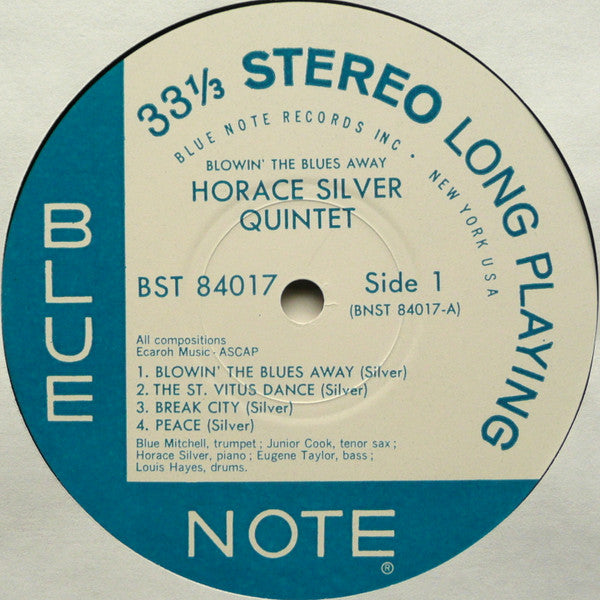 33 1/3 STEREO LONG PLAYING
BLUE NOTE RECORDS INC • NEW YORK USA
BLOWIN' THE BLUES AWAY
HORACE SILVER
QUINTET
BST 84017
Side 1
(BNST 84017-A)
All compositions
Ecaroh Music - ASCAP
1. BLOWIN' THE BLUES AWAY (Silver)
2. THE ST. VITUS DANCE (Silver)
3. BREAK CITY (Silver)
4. PEACE (Silver)
Blue Mitchell, trumpet; Junior Cook, tenor sax;
Horace Silver, piano; Eugene Taylor, bass;
Louis Hayes, drums.
BLUE
NOTE®